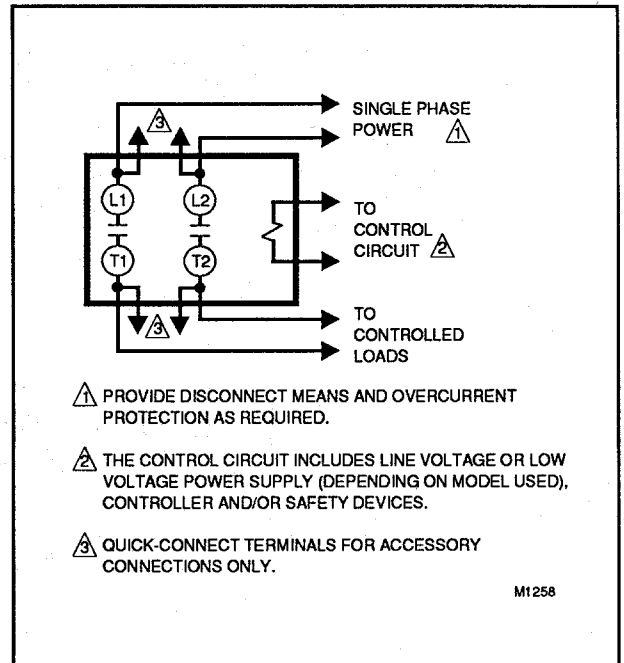 3
SINGLE PHASE
POWER 1
L1 L2
TO
CONTROL
CIRCUIT 2
T1 T2
3
TO
CONTROLLED
LOADS
1 PROVIDE DISCONNECT MEANS AND OVERCURRENT
PROTECTION AS REQUIRED.
2 THE CONTROL CIRCUIT INCLUDES LINE VOLTAGE OR LOW
VOLTAGE POWER SUPPLY (DEPENDING ON MODEL USED),
CONTROLLER AND/OR SAFETY DEVICES.
3 QUICK-CONNECT TERMINALS FOR ACCESSORY
CONNECTIONS ONLY.
M1258